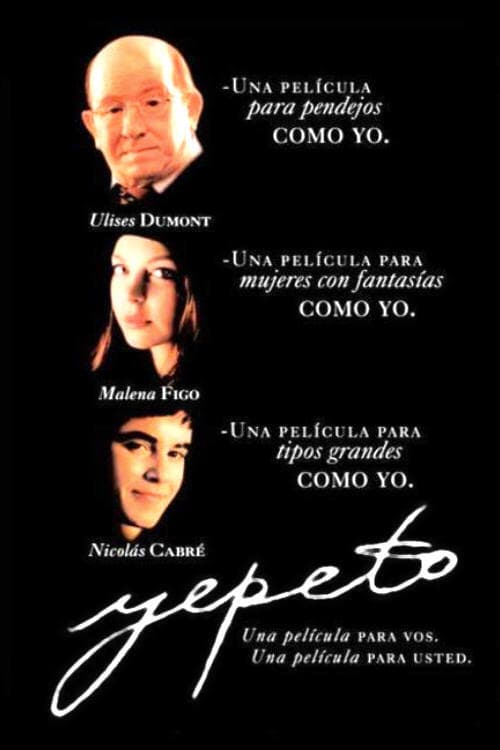 -UNA PELÍCULA
para pendejos
COMO YO.
Ulises DUMONT
-UNA PELÍCULA PARA
mujeres con fantasías
COMO YO.
Malena FIGO
-UNA PELÍCULA PARA
tipos grandes
COMO YO.
Nicolás CABRÉ
yepeto
Una película PARA VOS.
Una película PARA USTED.